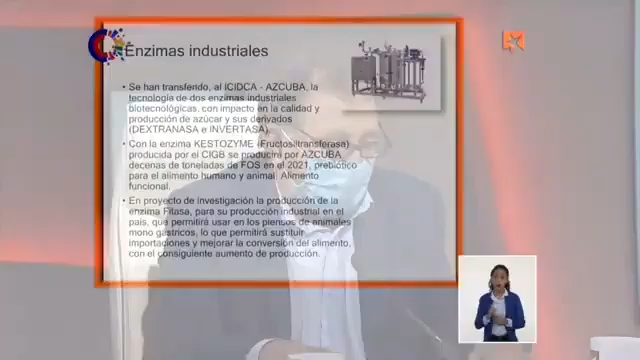 Enzimas industriales
• Se han transferido, al ICIDCA - AZCUBA, la
tecnología de dos enzimas industriales
biotecnológicas, con impacto en la calidad y
producción de azúcar y sus derivados
(DEXTRANASA e INVERTASA).
• Con la enzima KESTOZYME (Fructosiltransferasa)
producida por el CIGB se producirá por AZCUBA,
decenas de toneladas de FOS en el 2021, prebiótico
para el alimento humano y animal. Alimento
funcional.
• En proyecto de investigación la producción de la
enzima Fitasa, para su producción industrial en el
país, que permitirá usar en los piensos de animales
mono gástricos, lo que permitirá sustituir
importaciones y mejorar la conversión del alimento,
con el consiguiente aumento de producción.